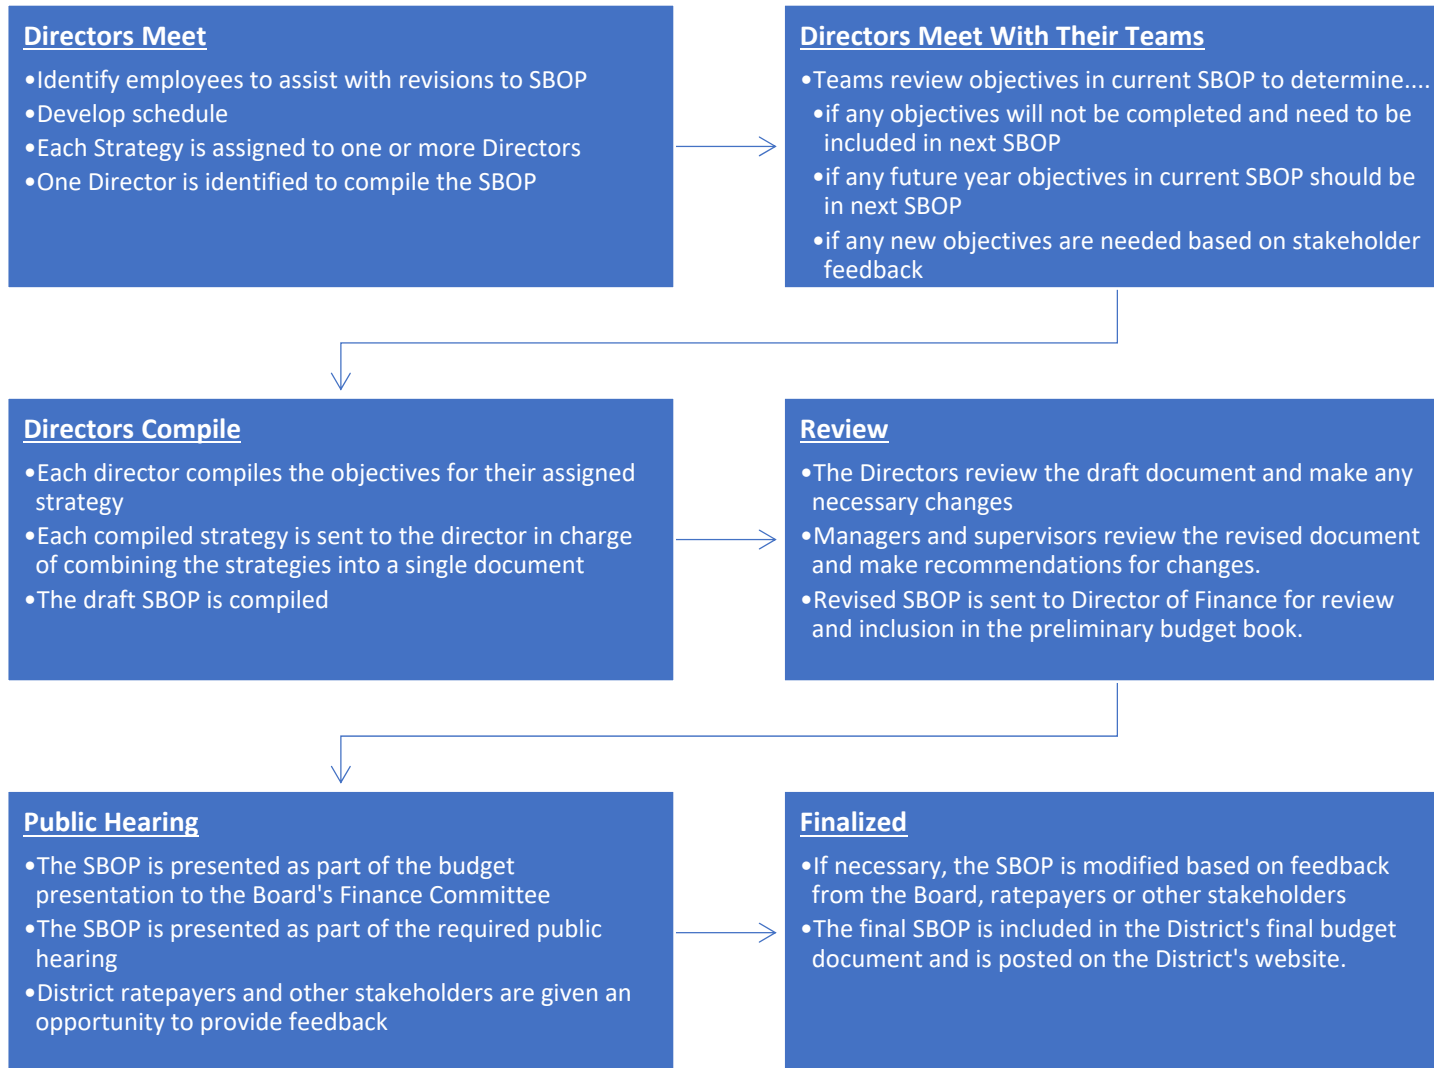 Directors Meet
•Identify employees to assist with revisions to SBOP
•Develop schedule
•Each Strategy is assigned to one or more Directors
•One Director is identified to compile the SBOP
Directors Meet With Their Teams
•Teams review objectives in current SBOP to determine....
•if any objectives will not be completed and need to be
included in next SBOP
•if any future year objectives in current SBOP should be
in next SBOP
•if any new objectives are needed based on stakeholder
feedback
Directors Compile
•Each director compiles the objectives for their assigned
strategy
•Each compiled strategy is sent to the director in charge
of combining the strategies into a single document
•The draft SBOP is compiled
Review
•The Directors review the draft document and make any
necessary changes
•Managers and supervisors review the revised document
and make recommendations for changes.
•Revised SBOP is sent to Director of Finance for review
and inclusion in the preliminary budget book.
Public Hearing
•The SBOP is presented as part of the budget
presentation to the Board's Finance Committee
•The SBOP is presented as part of the required public
hearing
•District ratepayers and other stakeholders are given an
opportunity to provide feedback
Finalized
•If necessary, the SBOP is modified based on feedback
from the Board, ratepayers or other stakeholders
•The final SBOP is included in the District's final budget
document and is posted on the District's website.